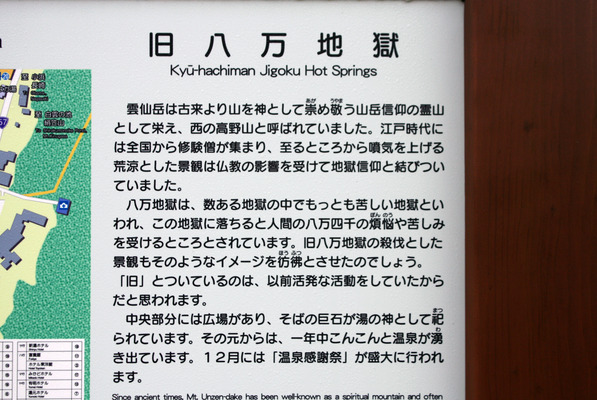 旧八万地獄
Kyū-hachiman Jigoku Hot Springs
雲仙岳は古来より山を神として崇め敬う山岳信仰の霊山
として栄え、西の高野山と呼ばれていました。江戸時代に
は全国から修験僧が集まり、至るところから噴気を上げる
荒涼とした景観は仏教の影響を受けて地獄信仰と結びつい
ていました。
八万地獄は、数ある地獄の中でもっとも苦しい地獄とい
われ、この地獄に落ちると人間の八万四千の煩悩や苦しみ
を受けるところとされています。旧八万地獄の殺伐とした
景観もそのようなイメージを彷彿とさせたのでしょう。
「旧」とついているのは、以前活発な活動をしていたから
だと思われます。
中央部分には広場があり、そばの巨石が湯の神として祀
られています。その元からは、一年中こんこんと温泉が湧
き出ています。12月には「温泉感謝祭」が盛大に行われ
ます。
Since ancient times, Mt. Unzen-dake has been well-known as a spiritual mountain and often